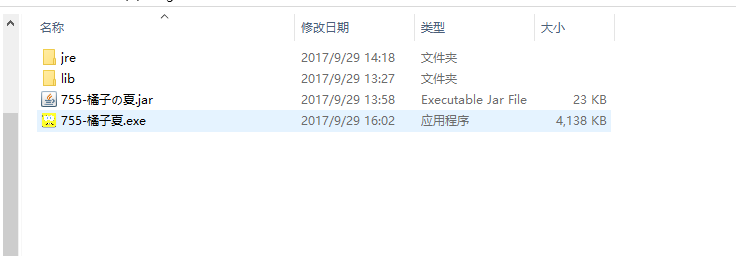 名称 修改日期 类型 大小
jre 2017/9/29 14:18 文件夹
lib 2017/9/29 13:27 文件夹
755-橘子の夏.jar 2017/9/29 13:58 Executable Jar File 23 KB
755-橘子夏.exe 2017/9/29 16:02 应用程序 4,138 KB